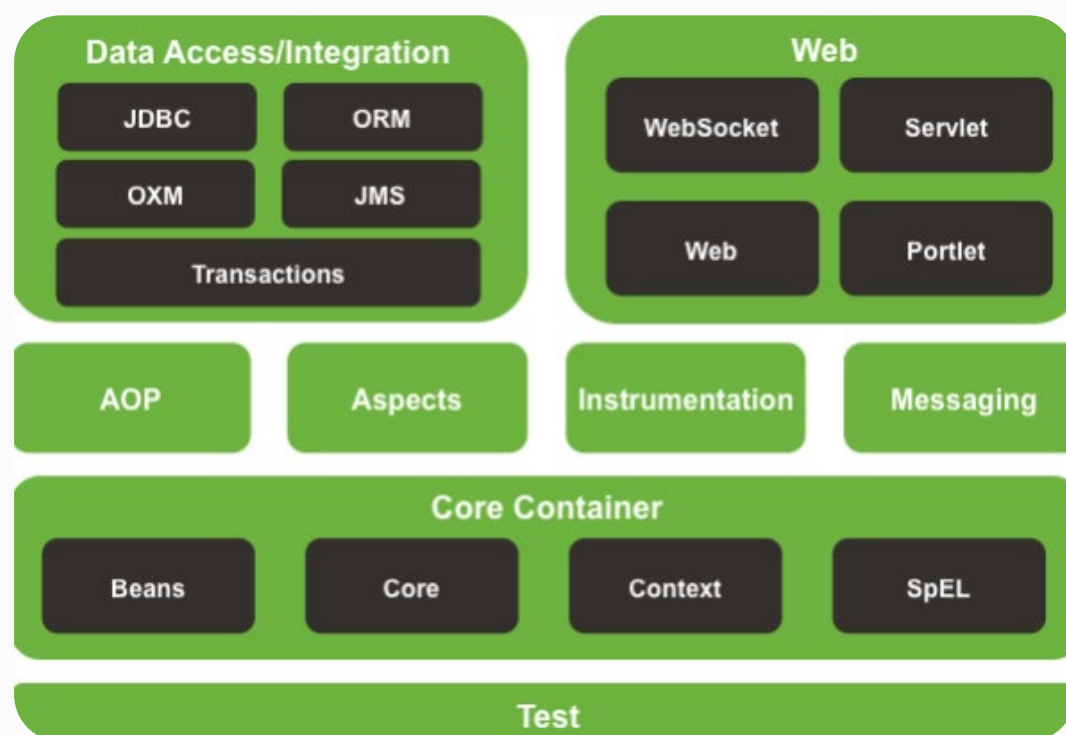 Data Access/Integration
JDBC
ORM
OXM
JMS
Transactions
Web
WebSocket
Servlet
Web
Portlet
AOP
Aspects
Instrumentation
Messaging
Core Container
Beans
Core
Context
SpEL
Test